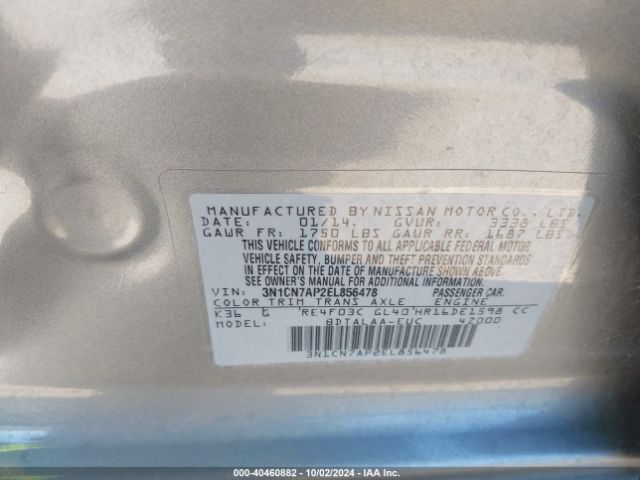 MANUFACTURED BY NISSAN MOTOR CO., LTD.
DATE: 01/14. GVWR: 3338 LBS
GAWR FR: 1750 LBS GAWR RR: 1687 LBS
THIS VEHICLE CONFORMS TO ALL APPLICABLE FEDERAL MOTOR
VEHICLE SAFETY, BUMPER AND THEFT PREVENTION STANDARDS
IN EFFECT ON THE DATE OF MANUFACTURE SHOWN ABOVE.
SEE OWNER'S MANUAL FOR ADDITIONAL INFORMATION.
VIN: 3N1CN7AP2EL856478 PASSENGER CAR.
COLOR TRIM TRANS AXLE ENGINE
K36 G RE4F03C GL40 HR16DE1598 CC
MODEL: BDTALAA-EUC 4Z000
3N1CN7AP2EL856478
000-40460882 - 10/02/2024 - IAA Inc.